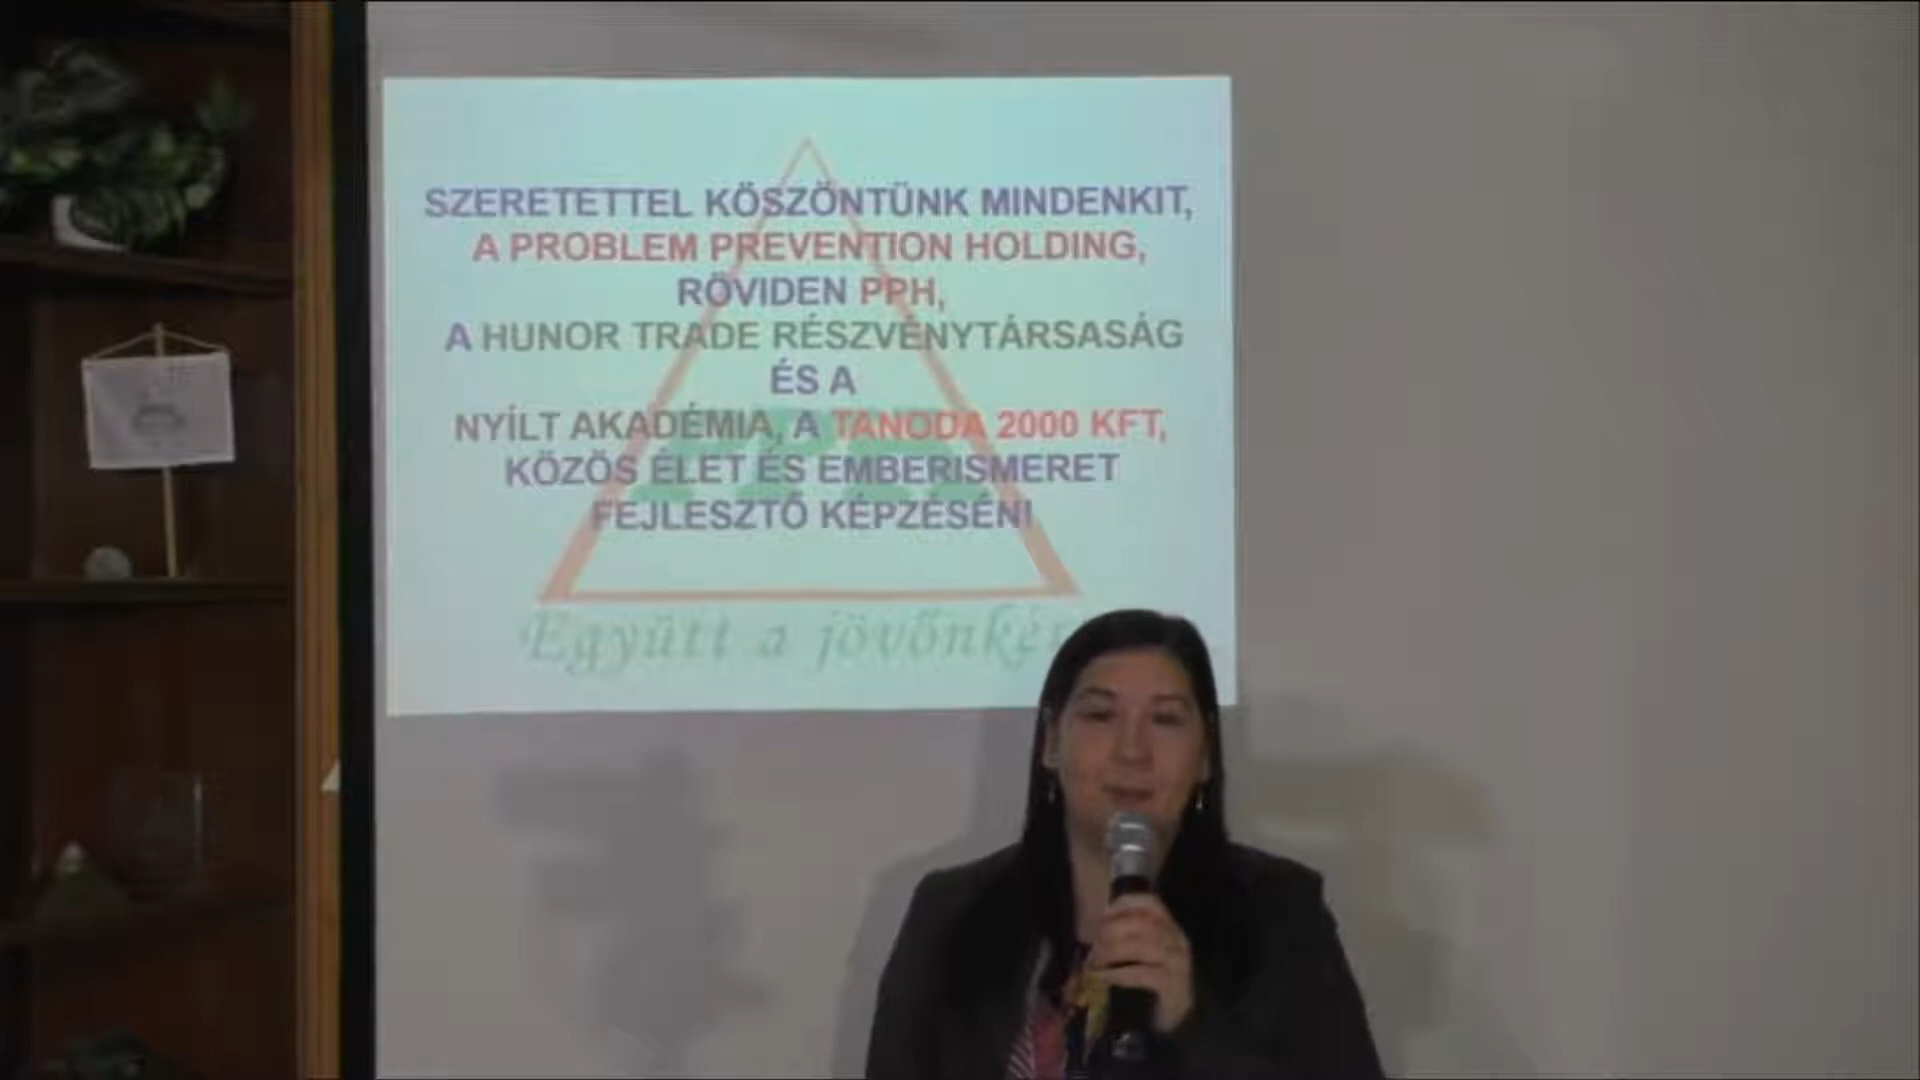 SZERETETTEL KÖSZÖNTÜNK MINDENKIT,
A PROBLEM PREVENTION HOLDING,
RÖVIDEN PPH,
A HUNOR TRADE RÉSZVÉNYTÁRSASÁG
ÉS A
NYÍLT AKADÉMIA, A TANODA 2000 KFT,
KÖZÖS ÉLET ÉS EMBERISMERET
FEJLESZTŐ KÉPZÉSÉN!
Együtt a